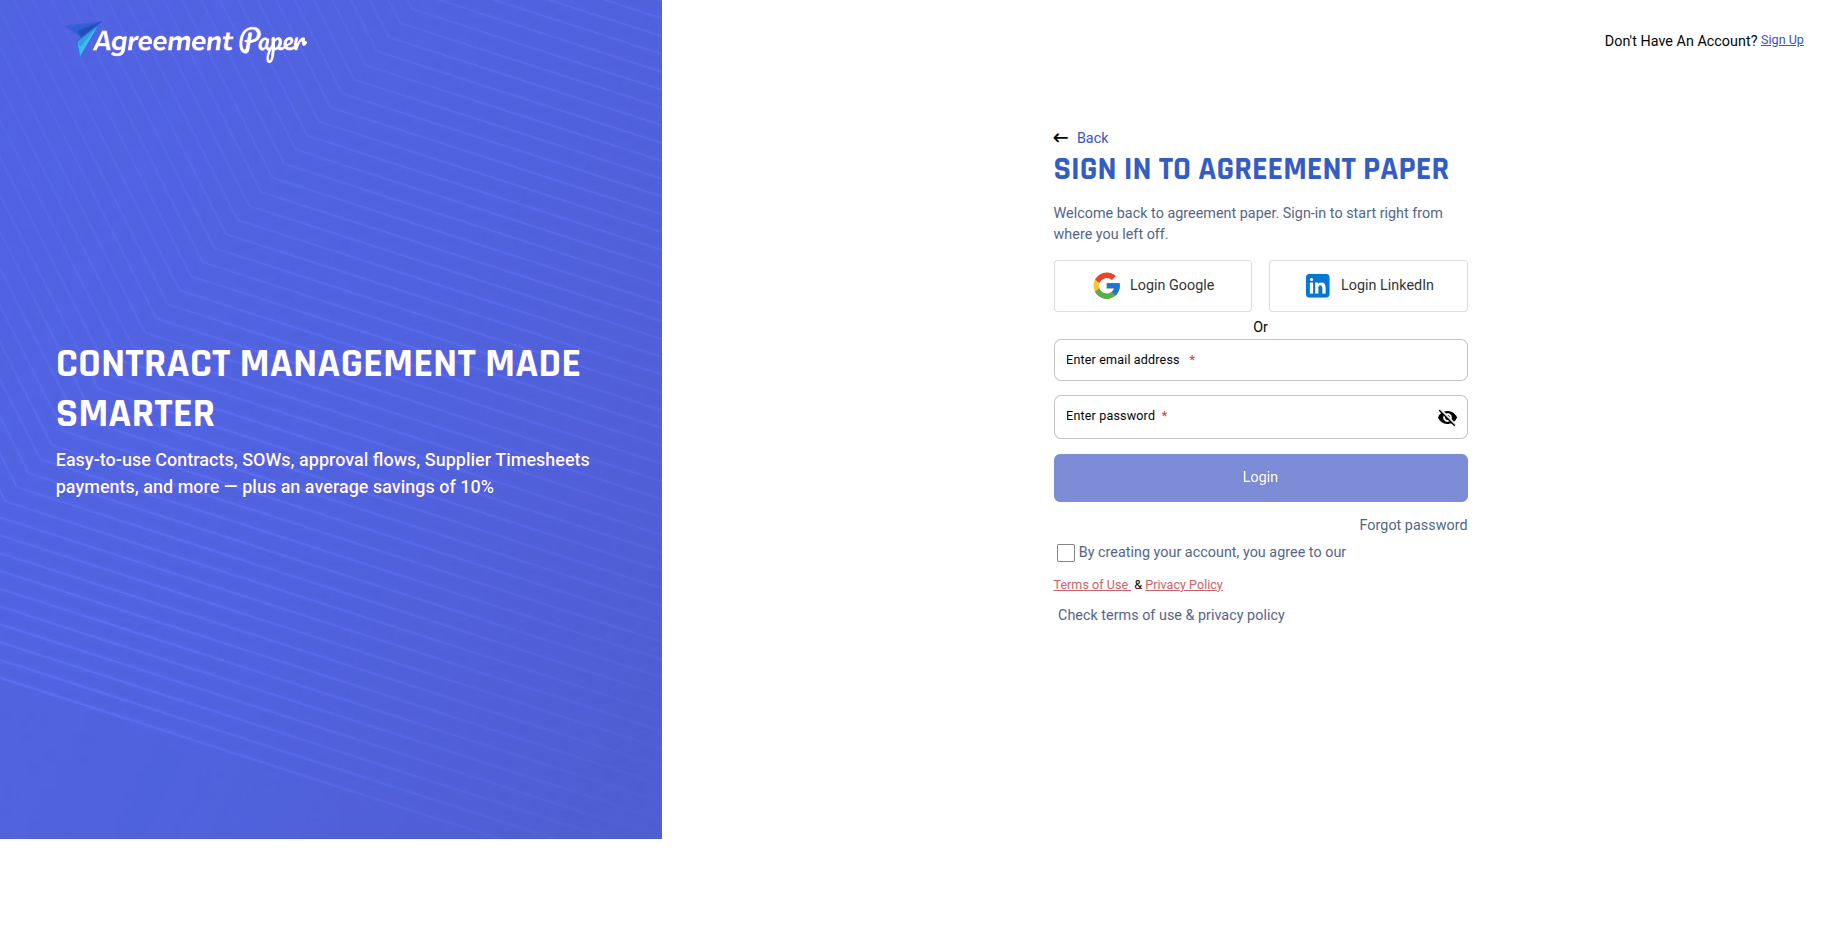 Agreement Paper
Don't Have An Account? Sign Up
CONTRACT MANAGEMENT MADE
SMARTER
Easy-to-use Contracts, SOWs, approval flows, Supplier Timesheets
payments, and more — plus an average savings of 10%
Back
SIGN IN TO AGREEMENT PAPER
Welcome back to agreement paper. Sign-in to start right from
where you left off.
Login Google
Login LinkedIn
Or
Enter email address *
Enter password *
Login
Forgot password
By creating your account, you agree to our
Terms of Use & Privacy Policy
Check terms of use & privacy policy